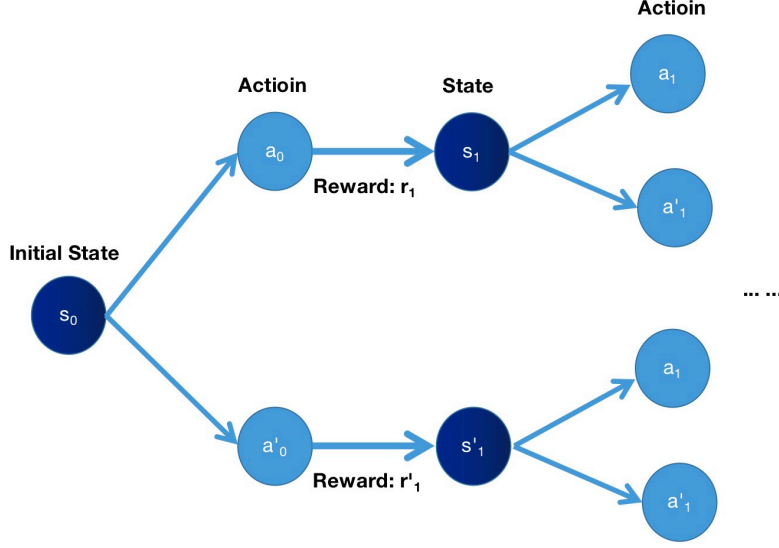 Actioin
a1
Actioin
State
a0
s1
Reward: r1
a'1
Initial State
s0
... ...
a1
a'0
s'1
Reward: r'1
a'1